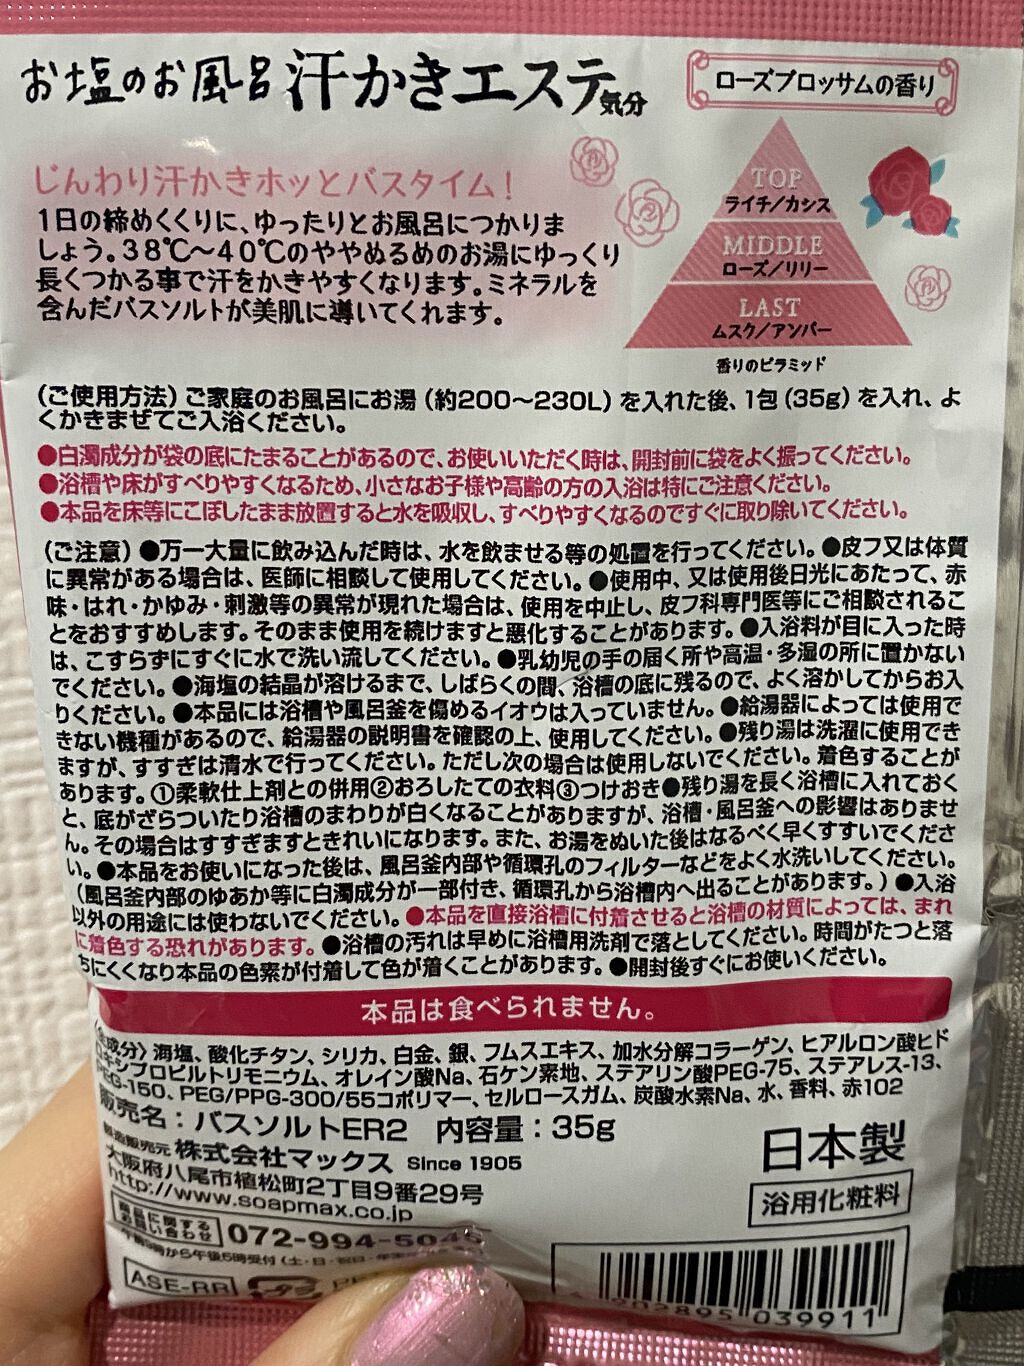 お塩のお風呂 汗かきエステ気分
ローズブロッサムの香り
じんわり汗かきホッとバスタイム!
1日の締めくくりに、ゆったりとお風呂につかりま
しょう。38℃〜40℃のややぬるめのお湯にゆっくり
長くつかる事で汗をかきやすくなります。ミネラルを
含んだバスソルトが美肌に導いてくれます。
TOP
ライチ/カシス
MIDDLE
ローズ/リリー
LAST
ムスク/アンバー
香りのピラミッド
(ご使用方法)ご家庭のお風呂にお湯(約200〜230L)を入れた後、1包(35g)を入れ、よ
くかきまぜてご入浴ください。
●白濁成分が袋の底にたまることがあるので、お使いいただく時は、開封前に袋をよく振ってください。
●浴槽や床がすべりやすくなるため、小さなお子様や高齢の方の入浴は特にご注意ください。
●本品を床等にこぼしたまま放置すると水を吸収し、すべりやすくなるのですぐに取り除いてください。
(ご注意)●万一大量に飲み込んだ時は、水を飲ませる等の処置を行ってください。●皮フ又は体質
に異常がある場合は、医師に相談して使用してください。●使用中、又は使用後日光にあたって、赤
味・はれ・かゆみ・刺激等の異常が現れた場合は、使用を中止し、皮フ科専門医等にご相談されるこ
とをおすすめします。そのまま使用を続けますと悪化することがあります。●入浴料が目に入った時
は、こすらずにすぐに水で洗い流してください。●乳幼児の手の届く所や高温・多湿の所に置かない
でください。●海塩の結晶が溶けるまで、しばらくの間、浴槽の底に残るので、よく溶かしてからお入
りください。●本品には浴槽や風呂釜を傷めるイオウは入っていません。●給湯器によっては使用で
きない機種があるので、給湯器の説明書を確認の上、使用してください。●残り湯は洗濯に使用でき
ますが、すすぎは清水で行ってください。ただし次の場合は使用しないでください。着色することが
あります。①柔軟仕上剤との併用②おろしたての衣料③つけおき●残り湯を長く浴槽に入れておく
と、底がざらついたり浴槽のまわりが白くなることがありますが、浴槽・風呂釜への影響はありませ
ん。その場合はすすぎますときれいになります。また、お湯をぬいた後はなるべく早くすすいでくださ
い。●本品をお使いになった後は、風呂釜内部や循環孔のフィルターなどをよく水洗いしてください。
(風呂釜内部のゆあか等に白濁成分が一部付き、循環孔から浴槽内へ出ることがあります。)●入浴
以外の用途には使わないでください。●本品を直接浴槽に付着させると浴槽の材質によっては、まれ
に着色する恐れがあります。●浴槽の汚れは早めに浴槽用洗剤で落としてください。時間がたつと落
ちにくくなり本品の色素が付着して色が着くことがあります。●開封後すぐにお使いください。
本品は食べられません。
成分〉海塩、酸化チタン、シリカ、白金、銀、フムスエキス、加水分解コラーゲン、ヒアルロン酸ヒド
ロキシプロピルトリモニウム、オレイン酸Na、石ケン素地、ステアリン酸PEG-75、ステアレス-13、
PEG-150、PEG/PPG-300/55コポリマー、セルロースガム、炭酸水素Na、水、香料、赤102
販売名:バスソルトER2 内容量:35g
製造販売元 株式会社マックス Since 1905
大阪府八尾市植松町2丁目9番29号
http://www.soapmax.co.jp
日本製
浴用化粧料
商品に関する
お問い合わせ
072-994-5045
午前9時から午後5時受付(土・日・祝日・
ASE-RR
4 902895 039911